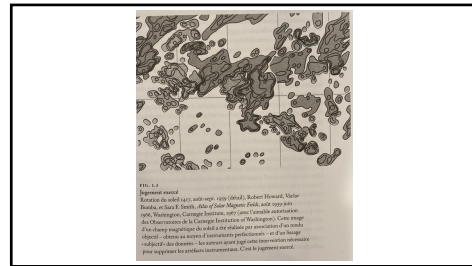 FIG. 1.3
Jugement exercé
Rotation du soleil 1417, août-sept. 1959 (détail), Robert Howard, Václav
Bumba, et Sara F. Smith, Atlas of Solar Magnetic Fields, août 1959-juin
1966, Washington, Carnegie Institute, 1967 (avec l'aimable autorisation
des Observatoires de la Carnegie Institution of Washington). Cette image
d'un champ magnétique du soleil a été réalisée par association d'un rendu
objectif – obtenu au moyen d'instruments perfectionnés – et d'un lissage
«subjectif» des données – les auteurs ayant jugé cette intervention nécessaire
pour supprimer les artefacts instrumentaux. C'est le jugement exercé.